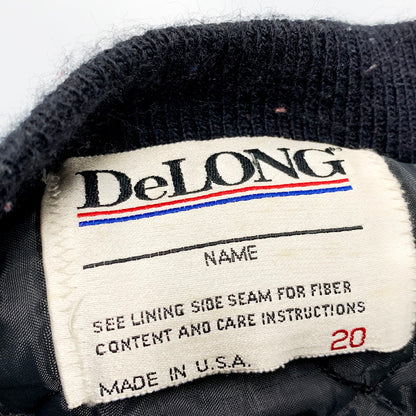 DeLONG
NAME
SEE LINING SIDE SEAM FOR FIBER
CONTENT AND CARE INSTRUCTIONS
20
MADE IN U.S.A.